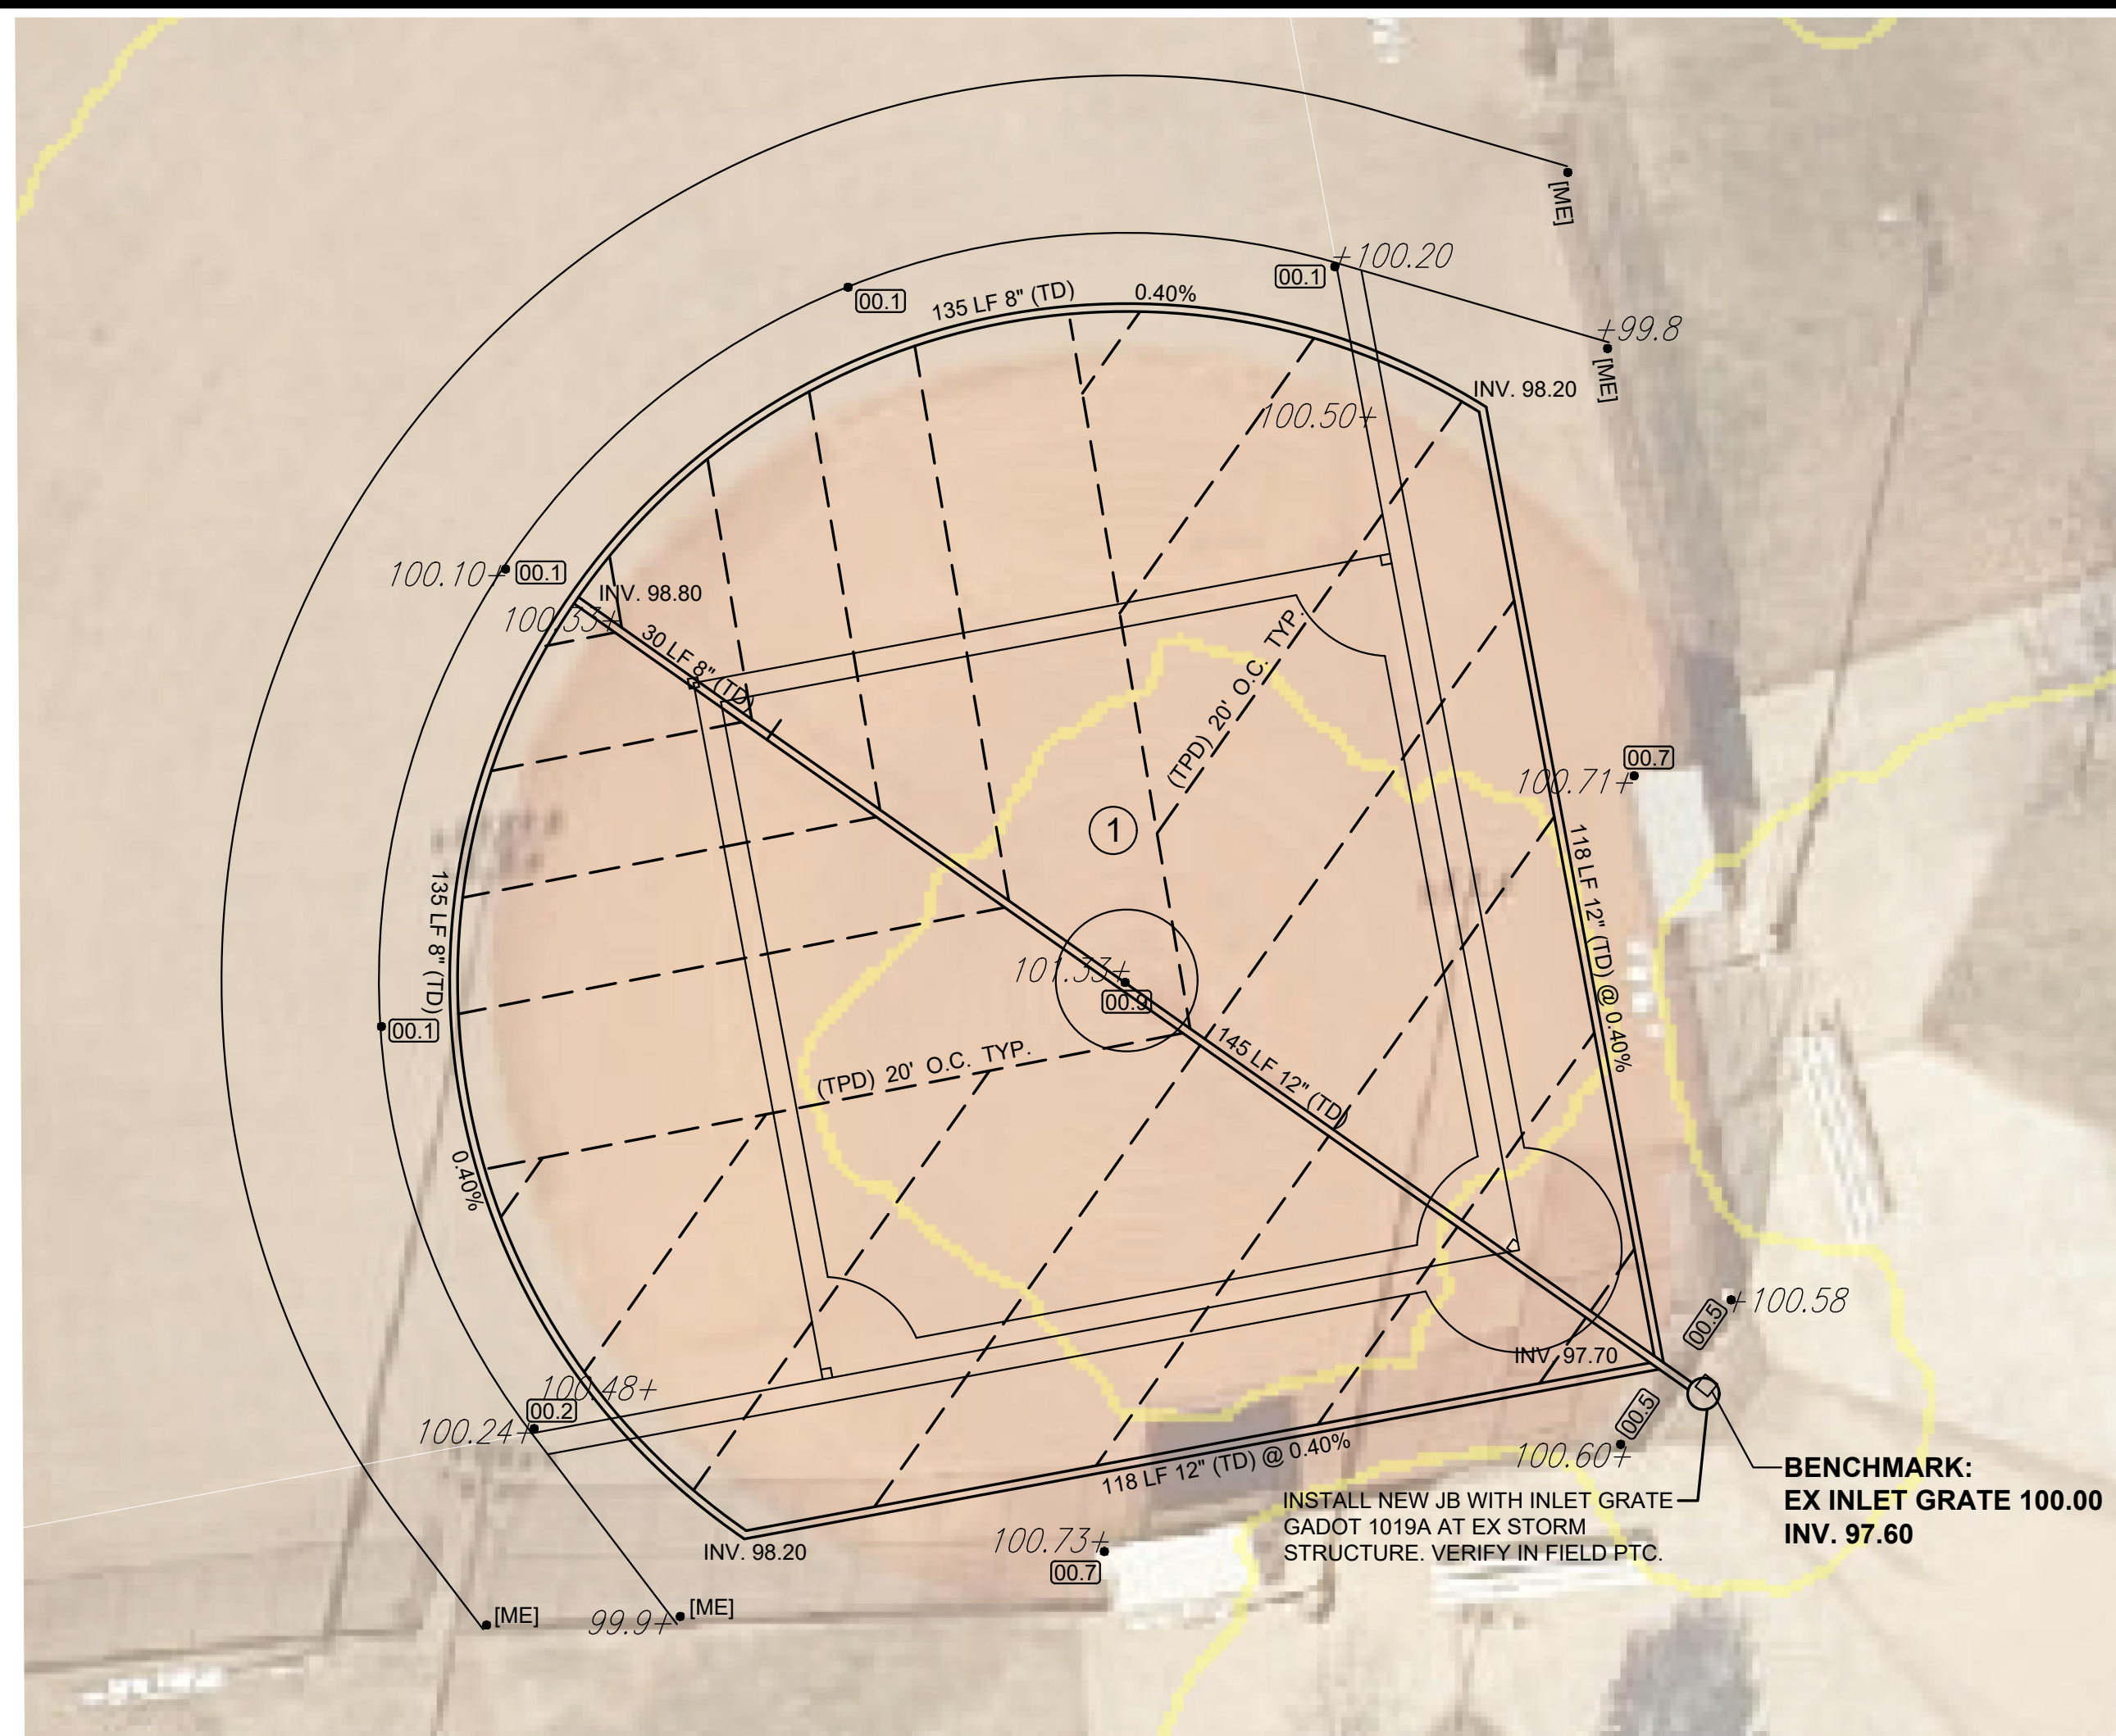 [ME]
+100.20
00.1
00.1
135 LF 8" (TD)
0.40%
+99.8
[ME]
INV. 98.20
100.50+
100.10+
00.1
INV. 98.80
100.33+
30 LF 8" (TD)
(TPD) 20' O.C. TYP.
00.7
100.71+
1
118 LF 12" (TD) @ 0.40%
135 LF 8" (TD)
101.33+
00.9
00.1
145 LF 12" (TD)
(TPD) 20' O.C. TYP.
0.40%
+100.58
00.5
INV. 97.70
100.48+
00.2
100.24+
00.5
100.60+
118 LF 12" (TD) @ 0.40%
BENCHMARK:
EX INLET GRATE 100.00
INV. 97.60
INSTALL NEW JB WITH INLET GRATE
GADOT 1019A AT EX STORM
STRUCTURE. VERIFY IN FIELD PTC.
100.73+
00.7
INV. 98.20
[ME]
99.9+
[ME]